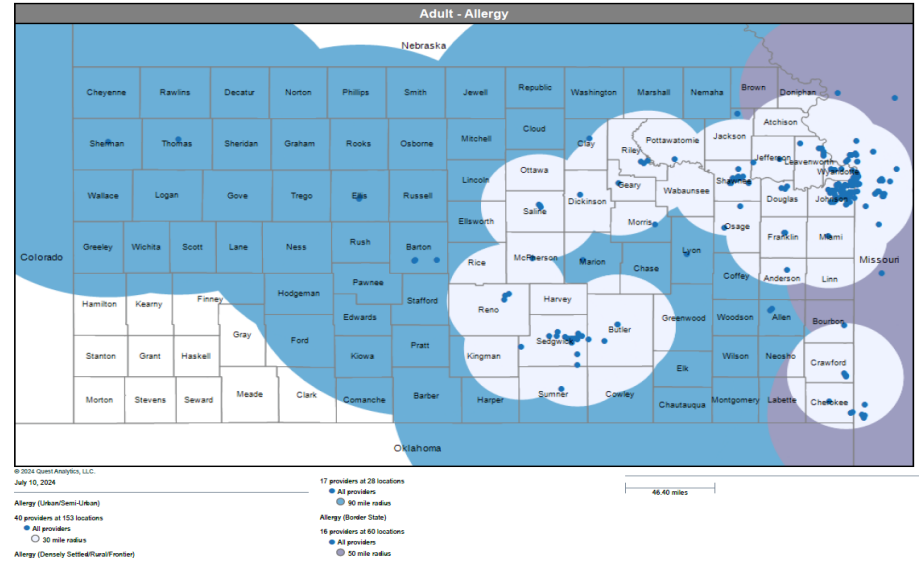 Adult - Allergy
Nebraska
Cheyenne
Rawlins
Decatur
Norton
Phillips
Smith
Jewell
Republic
Washington
Marshall
Nemaha
Brown
Doniphan
Sherman
Thomas
Sheridan
Graham
Rooks
Osborne
Mitchell
Cloud
Clay
Riley
Pottawatomie
Jackson
Atchison
Jefferson
Leavenworth
Wyandotte
Wallace
Logan
Gove
Trego
Ellis
Russell
Lincoln
Ottawa
Saline
Dickinson
Geary
Wabaunsee
Shawnee
Douglas
Johnson
Colorado
Greeley
Wichita
Scott
Lane
Ness
Rush
Barton
Ellsworth
Rice
McPherson
Marion
Morris
Chase
Lyon
Osage
Franklin
Miami
Missouri
Coffey
Anderson
Linn
Hamilton
Kearny
Finney
Hodgeman
Pawnee
Edwards
Stafford
Reno
Harvey
Butler
Greenwood
Woodson
Allen
Bourbon
Stanton
Grant
Haskell
Gray
Ford
Kiowa
Pratt
Kingman
Sedgwick
Elk
Wilson
Neosho
Crawford
Morton
Stevens
Seward
Meade
Clark
Comanche
Barber
Harper
Sumner
Cowley
Chautauqua
Montgomery
Labette
Cherokee
Oklahoma
© 2024 Quest Analytics, LLC.
July 10, 2024
Allergy (Urban/Semi-Urban)
40 providers at 153 locations
All providers
30 mile radius
Allergy (Densely Settled/Rural/Frontier)
17 providers at 28 locations
All providers
90 mile radius
Allergy (Border State)
16 providers at 60 locations
All providers
50 mile radius
46.40 miles